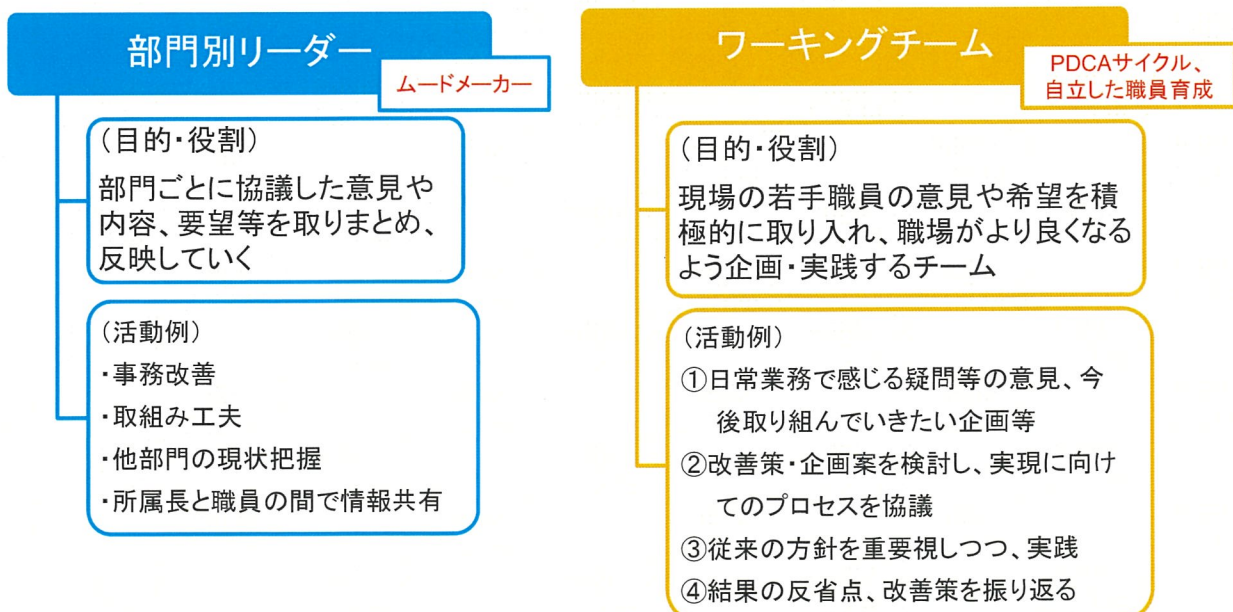 部門別リーダー
ムードメーカー
(目的・役割)
部門ごとに協議した意見や
内容、要望等を取りまとめ、
反映していく
(活動例)
・事務改善
・取組み工夫
・他部門の現状把握
・所属長と職員の間で情報共有
ワーキングチーム
PDCAサイクル、
自立した職員育成
(目的・役割)
現場の若手職員の意見や希望を積
極的に取り入れ、職場がより良くなる
よう企画・実践するチーム
(活動例)
①日常業務で感じる疑問等の意見、今
後取り組んでいきたい企画等
②改善策・企画案を検討し、実現に向け
てのプロセスを協議
③従来の方針を重要視しつつ、実践
④結果の反省点、改善策を振り返る